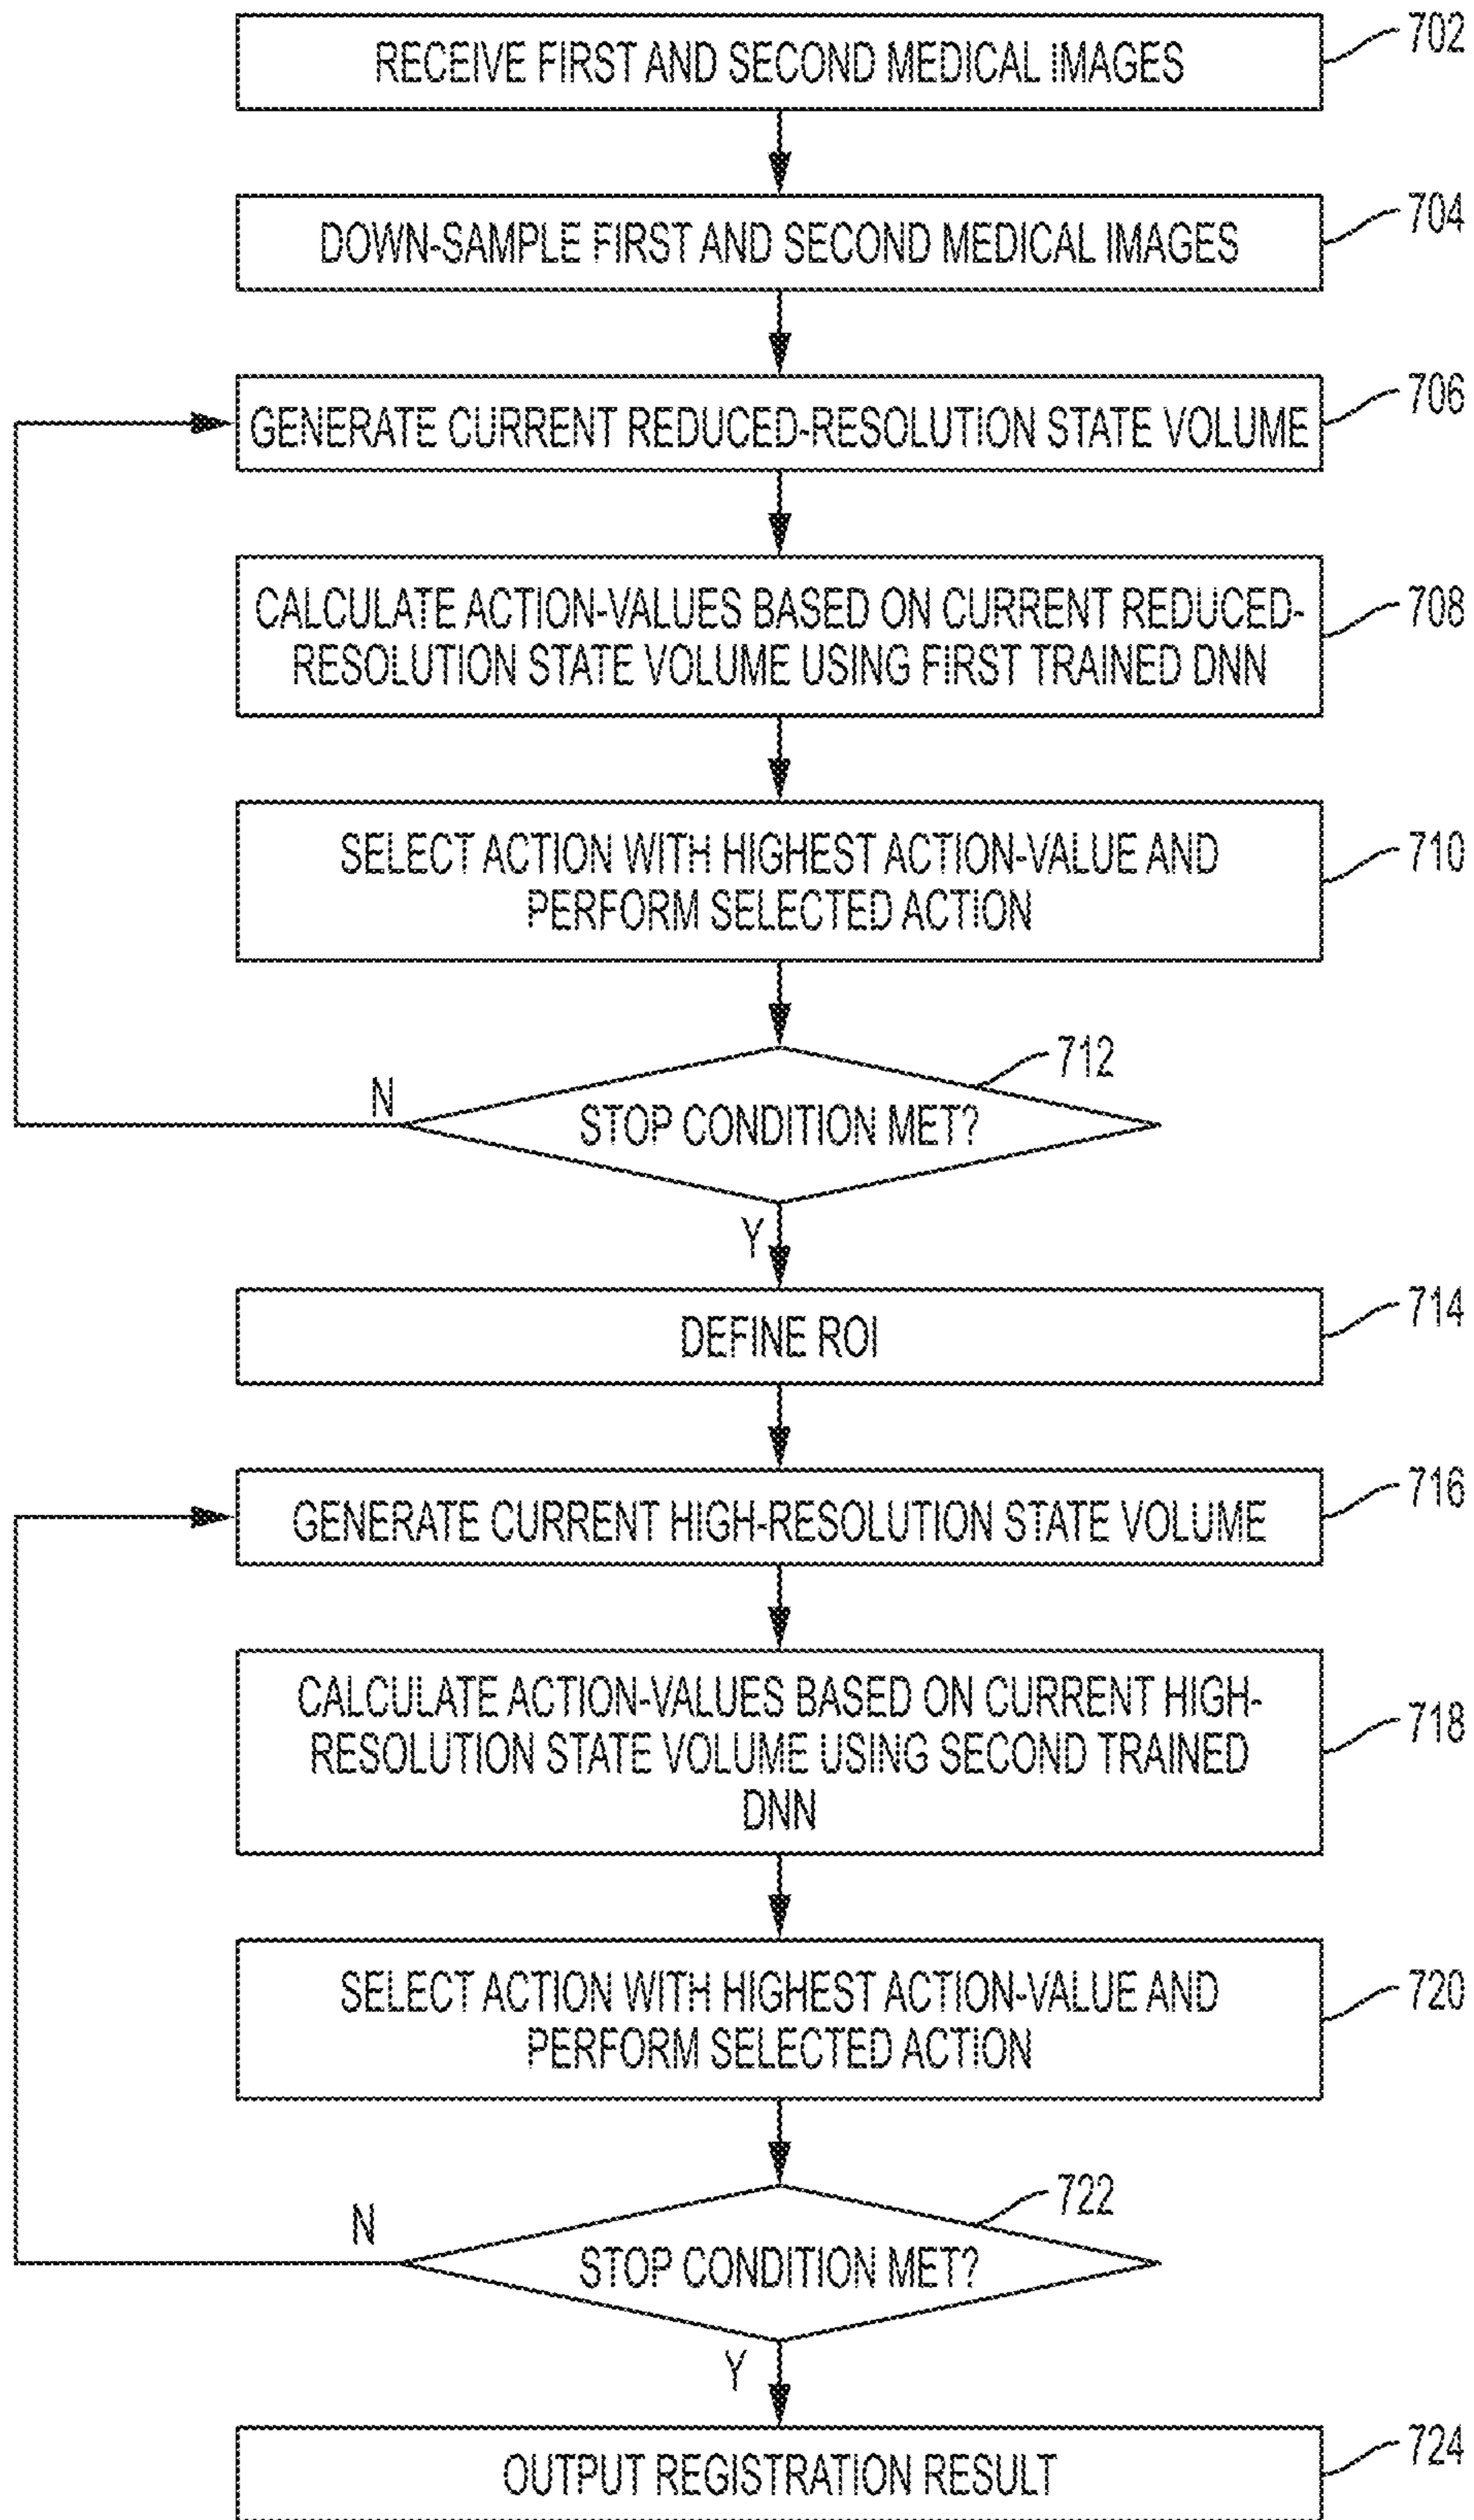 RECEIVE FIRST AND SECOND MEDICAL IMAGES
702
DOWN-SAMPLE FIRST AND SECOND MEDICAL IMAGES
704
GENERATE CURRENT REDUCED-RESOLUTION STATE VOLUME
706
CALCULATE ACTION-VALUES BASED ON CURRENT REDUCED-
RESOLUTION STATE VOLUME USING FIRST TRAINED DNN
708
SELECT ACTION WITH HIGHEST ACTION-VALUE AND
PERFORM SELECTED ACTION
710
712
N
STOP CONDITION MET?
Y
DEFINE ROI
714
GENERATE CURRENT HIGH-RESOLUTION STATE VOLUME
716
CALCULATE ACTION-VALUES BASED ON CURRENT HIGH-
RESOLUTION STATE VOLUME USING SECOND TRAINED
DNN
718
SELECT ACTION WITH HIGHEST ACTION-VALUE AND
PERFORM SELECTED ACTION
720
722
N
STOP CONDITION MET?
Y
OUTPUT REGISTRATION RESULT
724